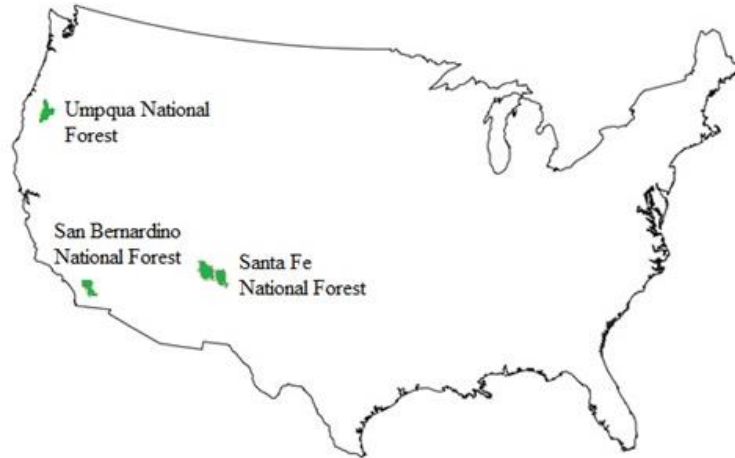 Umpqua National
Forest
San Bernardino
National Forest
Santa Fe
National Forest